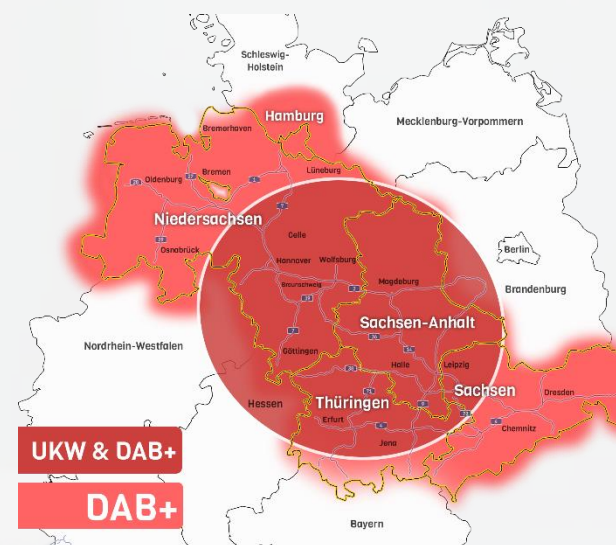 Schleswig-
Holstein
Hamburg
Mecklenburg-Vorpommern
Bremerhaven
Bremen
Oldenburg
Lüneburg
Niedersachsen
Osnabrück
Celle
Hannover
Wolfsburg
Braunschweig
Magdeburg
Berlin
Brandenburg
Sachsen-Anhalt
Nordrhein-Westfalen
Göttingen
Halle
Leipzig
Sachsen
Dresden
Hessen
Thüringen
Erfurt
Jena
Chemnitz
Bayern
UKW & DAB+
DAB+